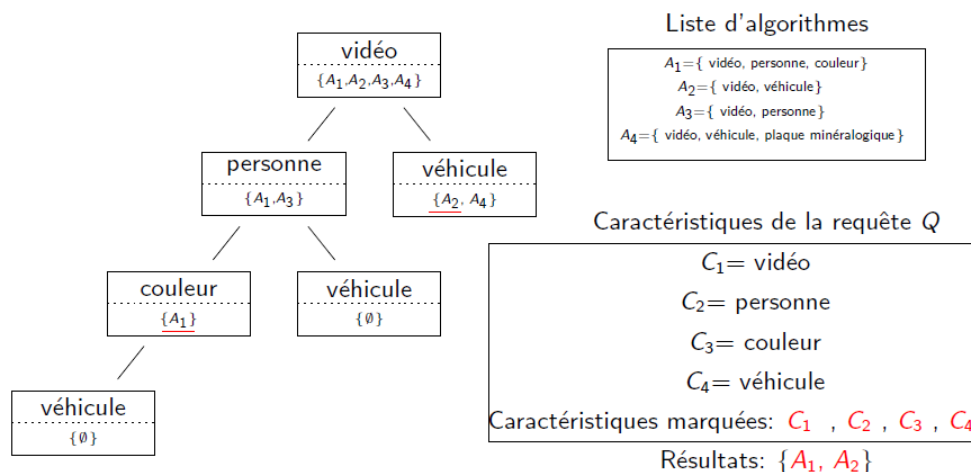 vidéo
{A₁,A₂,A₃,A₄}
personne
{A₁,A₃}
véhicule
{A₂, A₄}
couleur
{A₁}
véhicule
{∅}
véhicule
{∅}
Liste d'algorithmes
A₁={ vidéo, personne, couleur}
A₂={ vidéo, véhicule}
A₃={ vidéo, personne}
A₄={ vidéo, véhicule, plaque minéralogique}
Caractéristiques de la requête Q
C₁= vidéo
C₂= personne
C₃= couleur
C₄= véhicule
Caractéristiques marquées: C₁ , C₂ , C₃ , C₄
Résultats: {A₁, A₂}